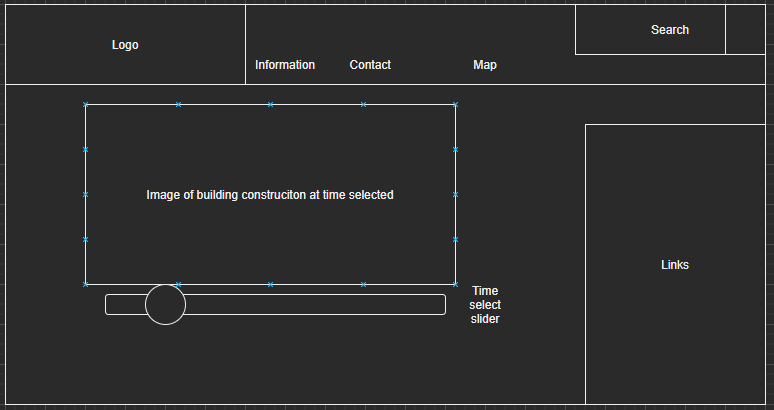 Logo
Search
Information
Contact
Map
Image of building construciton at time selected
Links
Time
select
slider